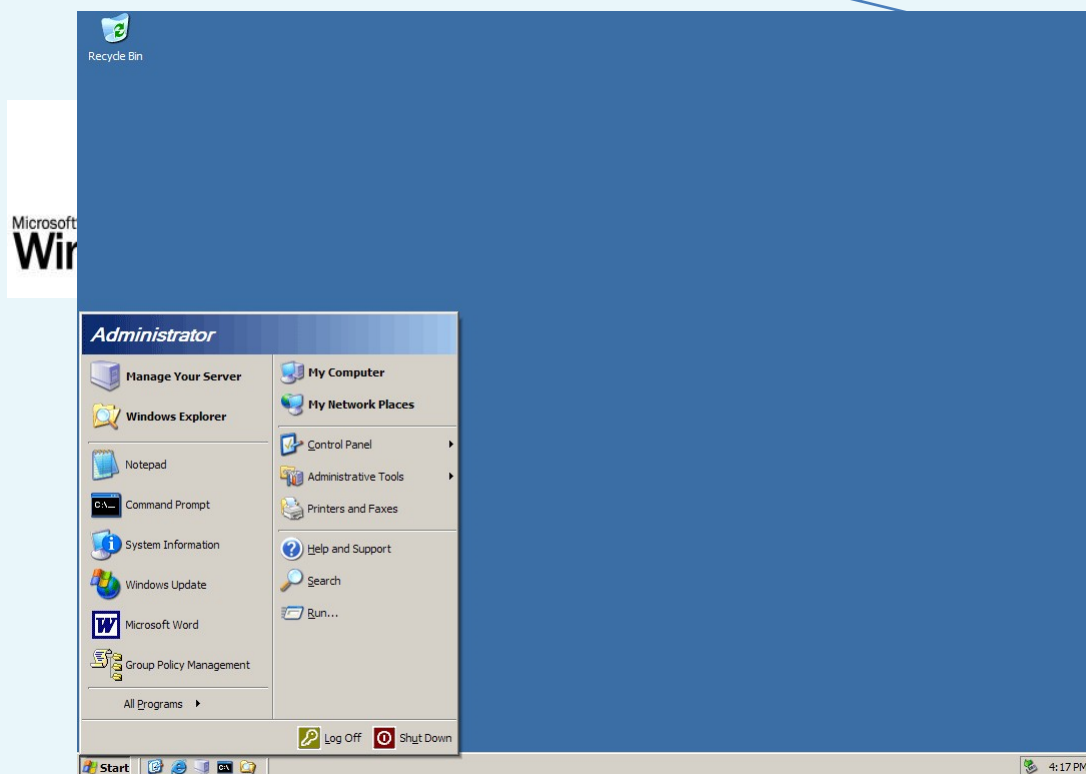 Recycle Bin
Microsoft
Win
Administrator
Manage Your Server
Windows Explorer
Notepad
Command Prompt
System Information
Windows Update
Microsoft Word
Group Policy Management
All Programs
My Computer
My Network Places
Control Panel
Administrative Tools
Printers and Faxes
Help and Support
Search
Run...
Log Off
Shut Down
Start
4:17 PM